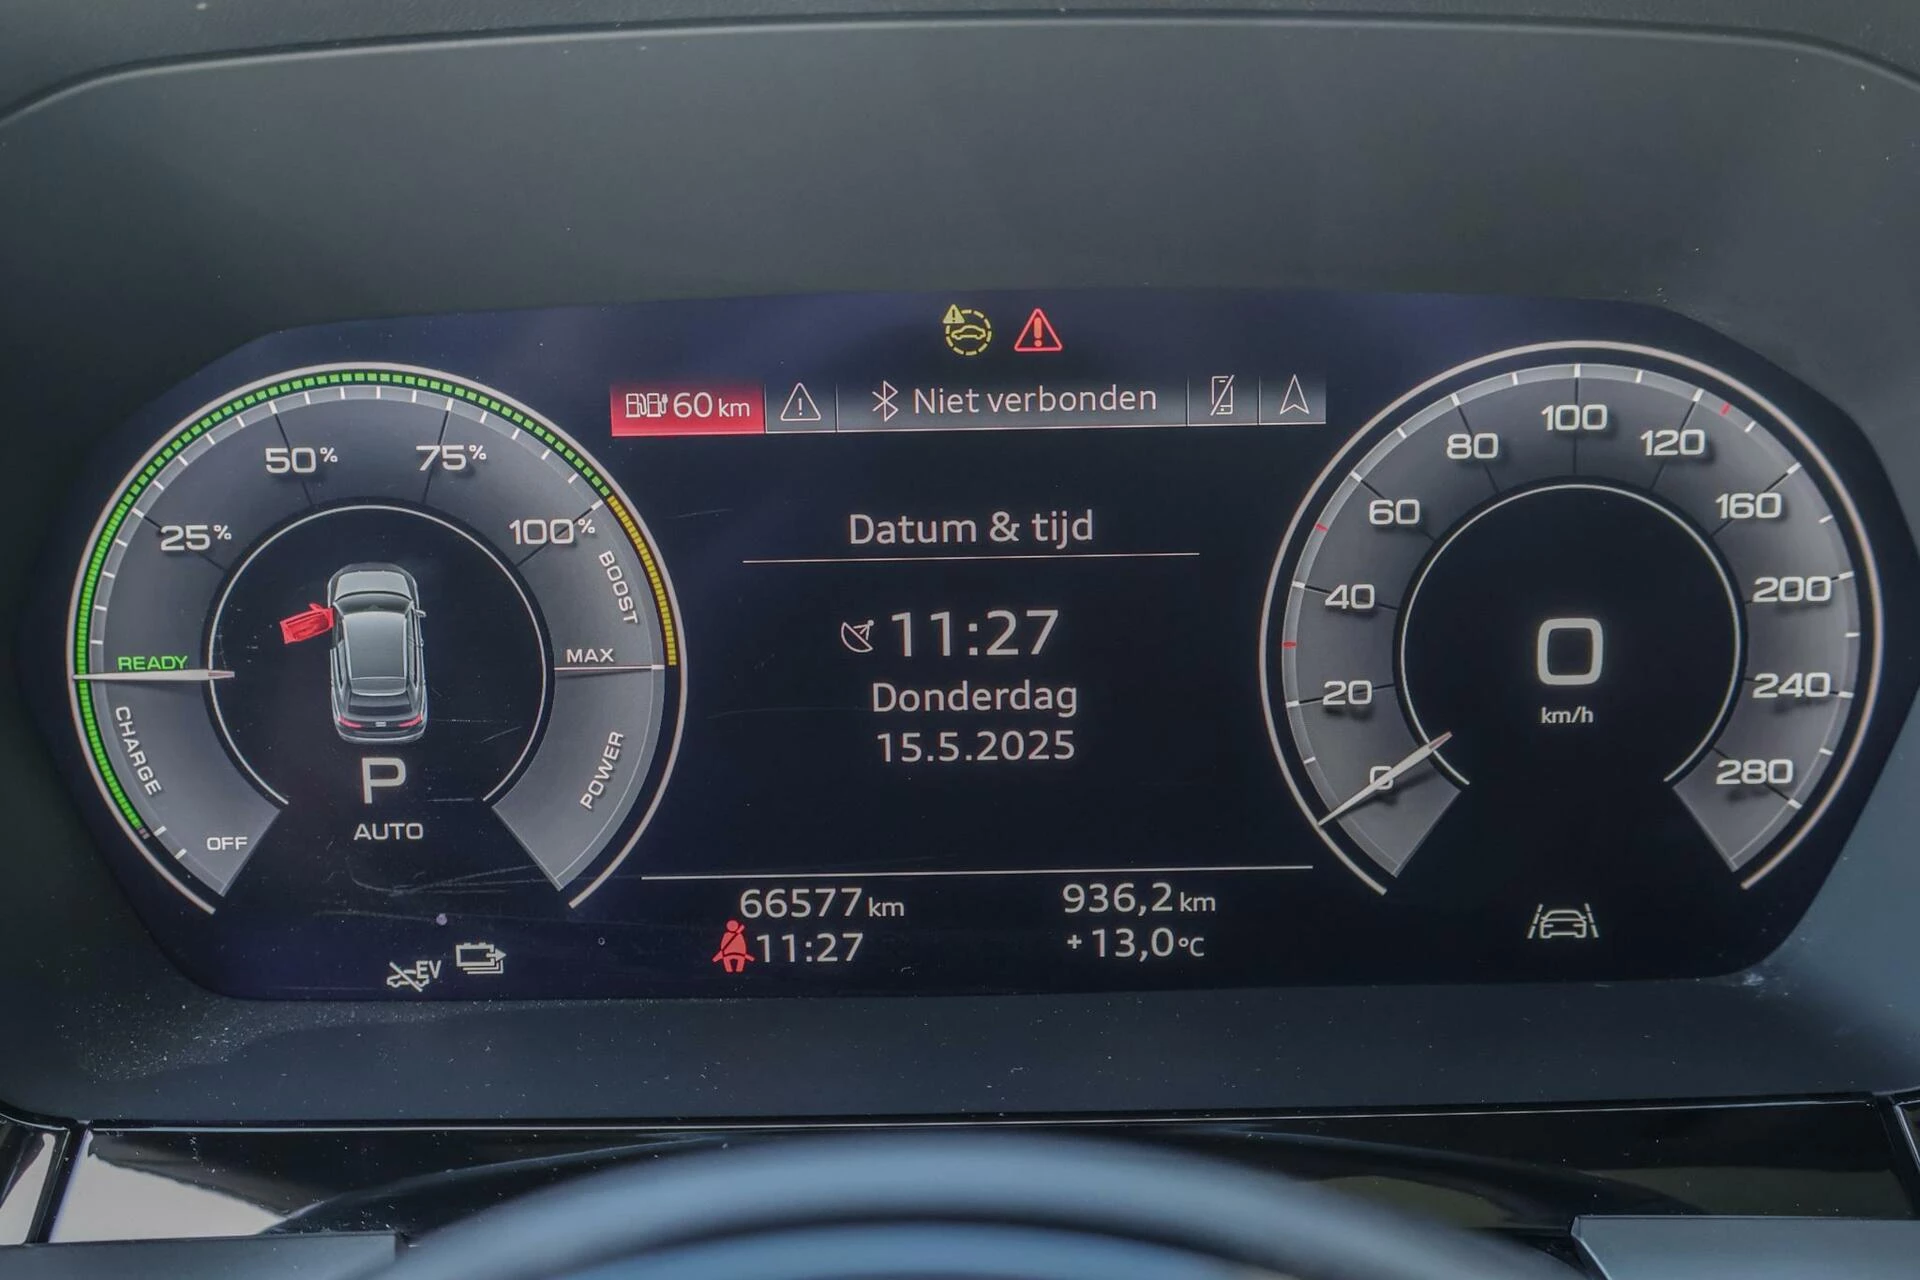 60 km
Niet verbonden
50%
75%
25%
100%
BOOST
READY
MAX
CHARGE
POWER
OFF
P
AUTO
EV
Datum & tijd
11:27
Donderdag
15.5.2025
66577 km
936,2 km
11:27
+13,0 °C
0
20
40
60
80
100
120
160
200
240
280
0
km/h